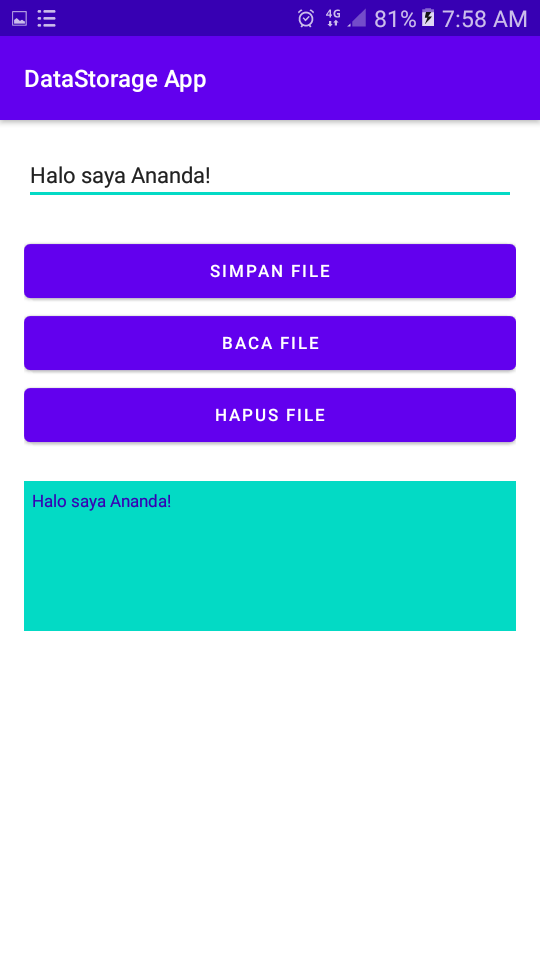 4G 81% 7:58 AM
DataStorage App
Halo saya Ananda!
SIMPAN FILE
BACA FILE
HAPUS FILE
Halo saya Ananda!